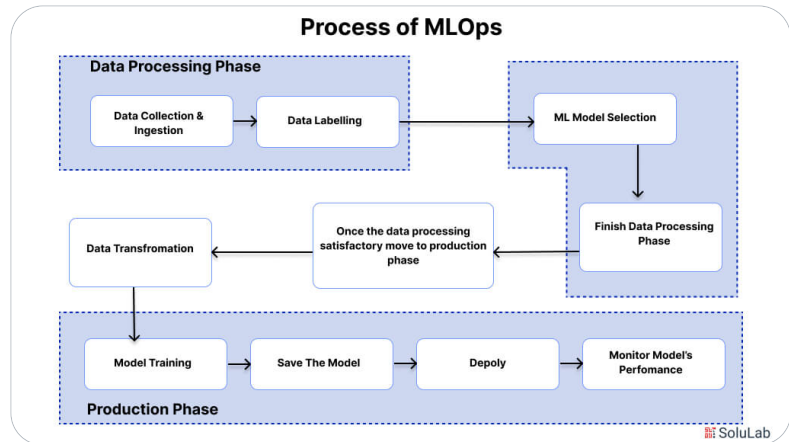 Process of MLOps
Data Processing Phase
Data Collection &
Ingestion
Data Labelling
ML Model Selection
Finish Data Processing
Phase
Once the data processing
satisfactory move to production
phase
Data Transfromation
Model Training
Save The Model
Depoly
Monitor Model's
Perfomance
Production Phase
SoluLab